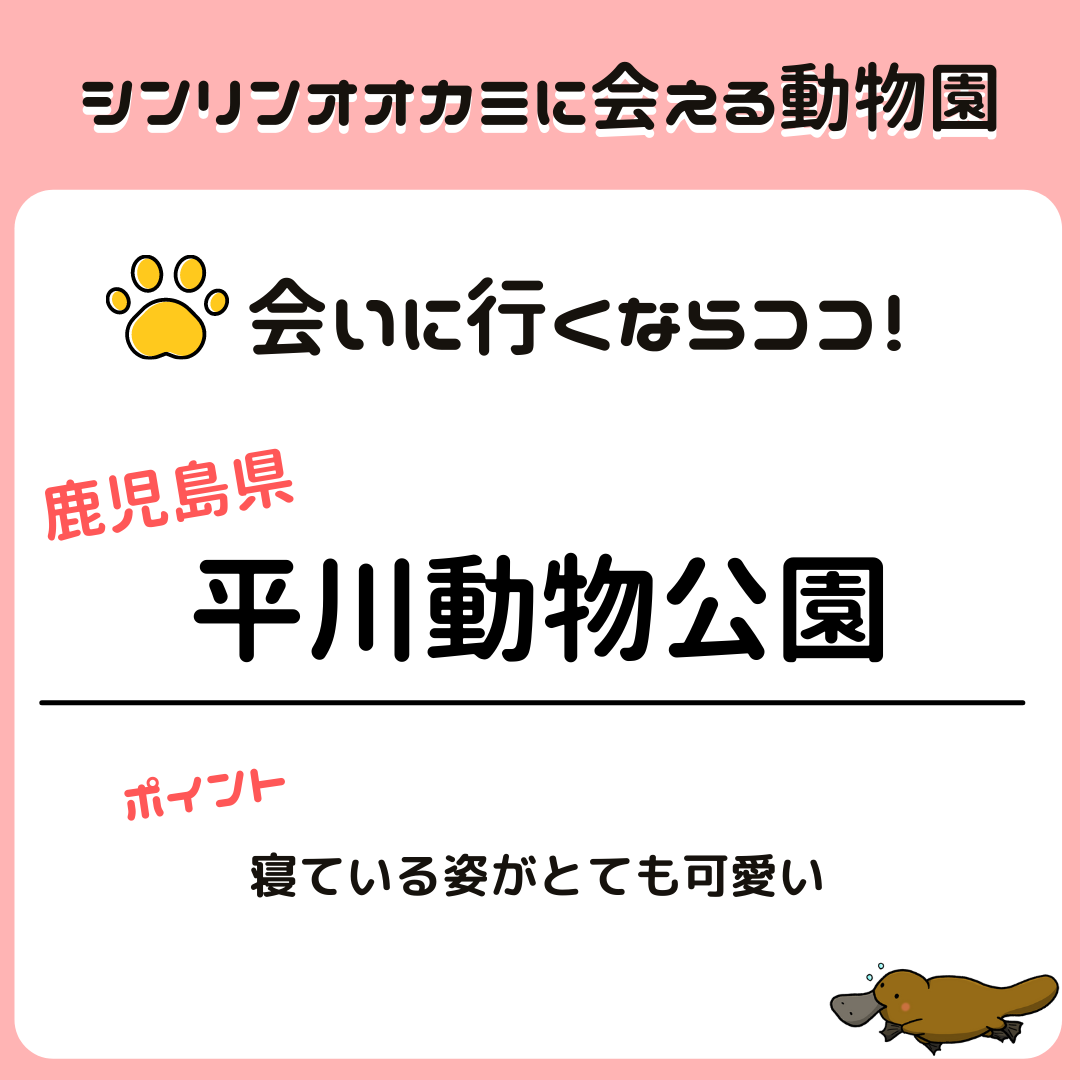 シンリンオオカミに会える動物園
会いに行くならココ!
鹿児島県
平川動物公園
ポイント
寝ている姿がとても可愛い